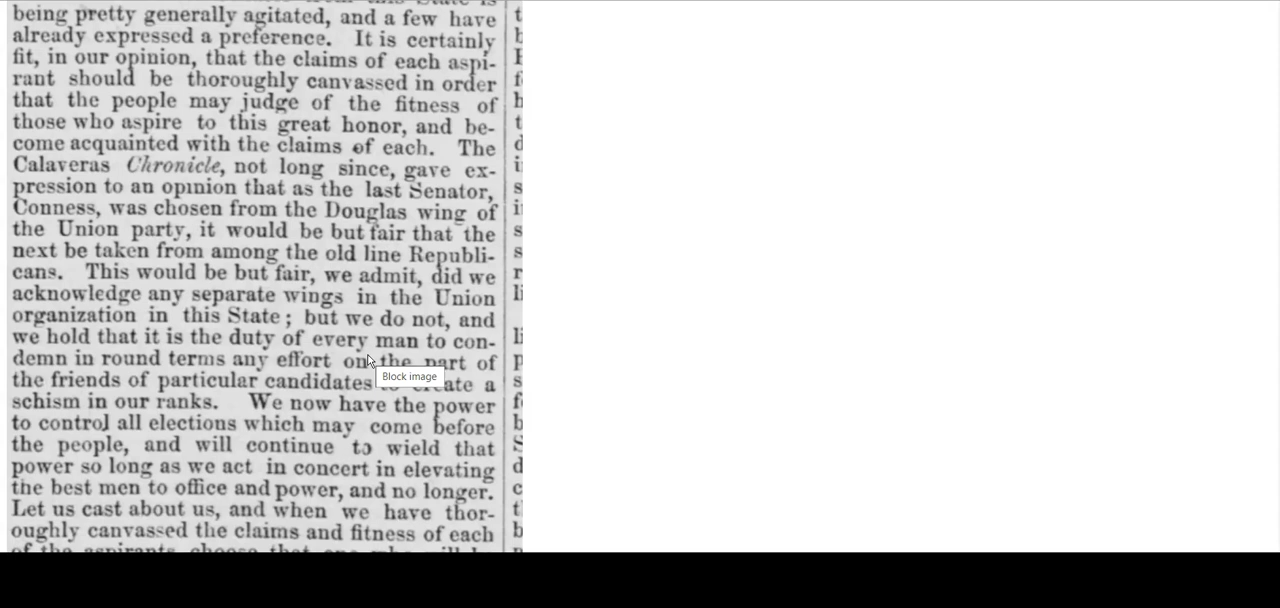 being pretty generally agitated, and a few have
already expressed a preference. It is certainly
fit, in our opinion, that the claims of each aspi-
rant should be thoroughly canvassed in order
that the people may judge of the fitness of
those who aspire to this great honor, and be-
come acquainted with the claims of each. The
Calaveras Chronicle, not long since, gave ex-
pression to an opinion that as the last Senator,
Conness, was chosen from the Douglas wing of
the Union party, it would be but fair that the
next be taken from among the old line Republi-
cans. This would be but fair, we admit, did we
acknowledge any separate wings in the Union
organization in this State; but we do not, and
we hold that it is the duty of every man to con-
demn in round terms any effort on the part of
Block image
the friends of particular candidates to create a
schism in our ranks. We now have the power
to control all elections which may come before
the people, and will continue to wield that
power so long as we act in concert in elevating
the best men to office and power, and no longer.
Let us cast about us, and when we have thor-
oughly canvassed the claims and fitness of each